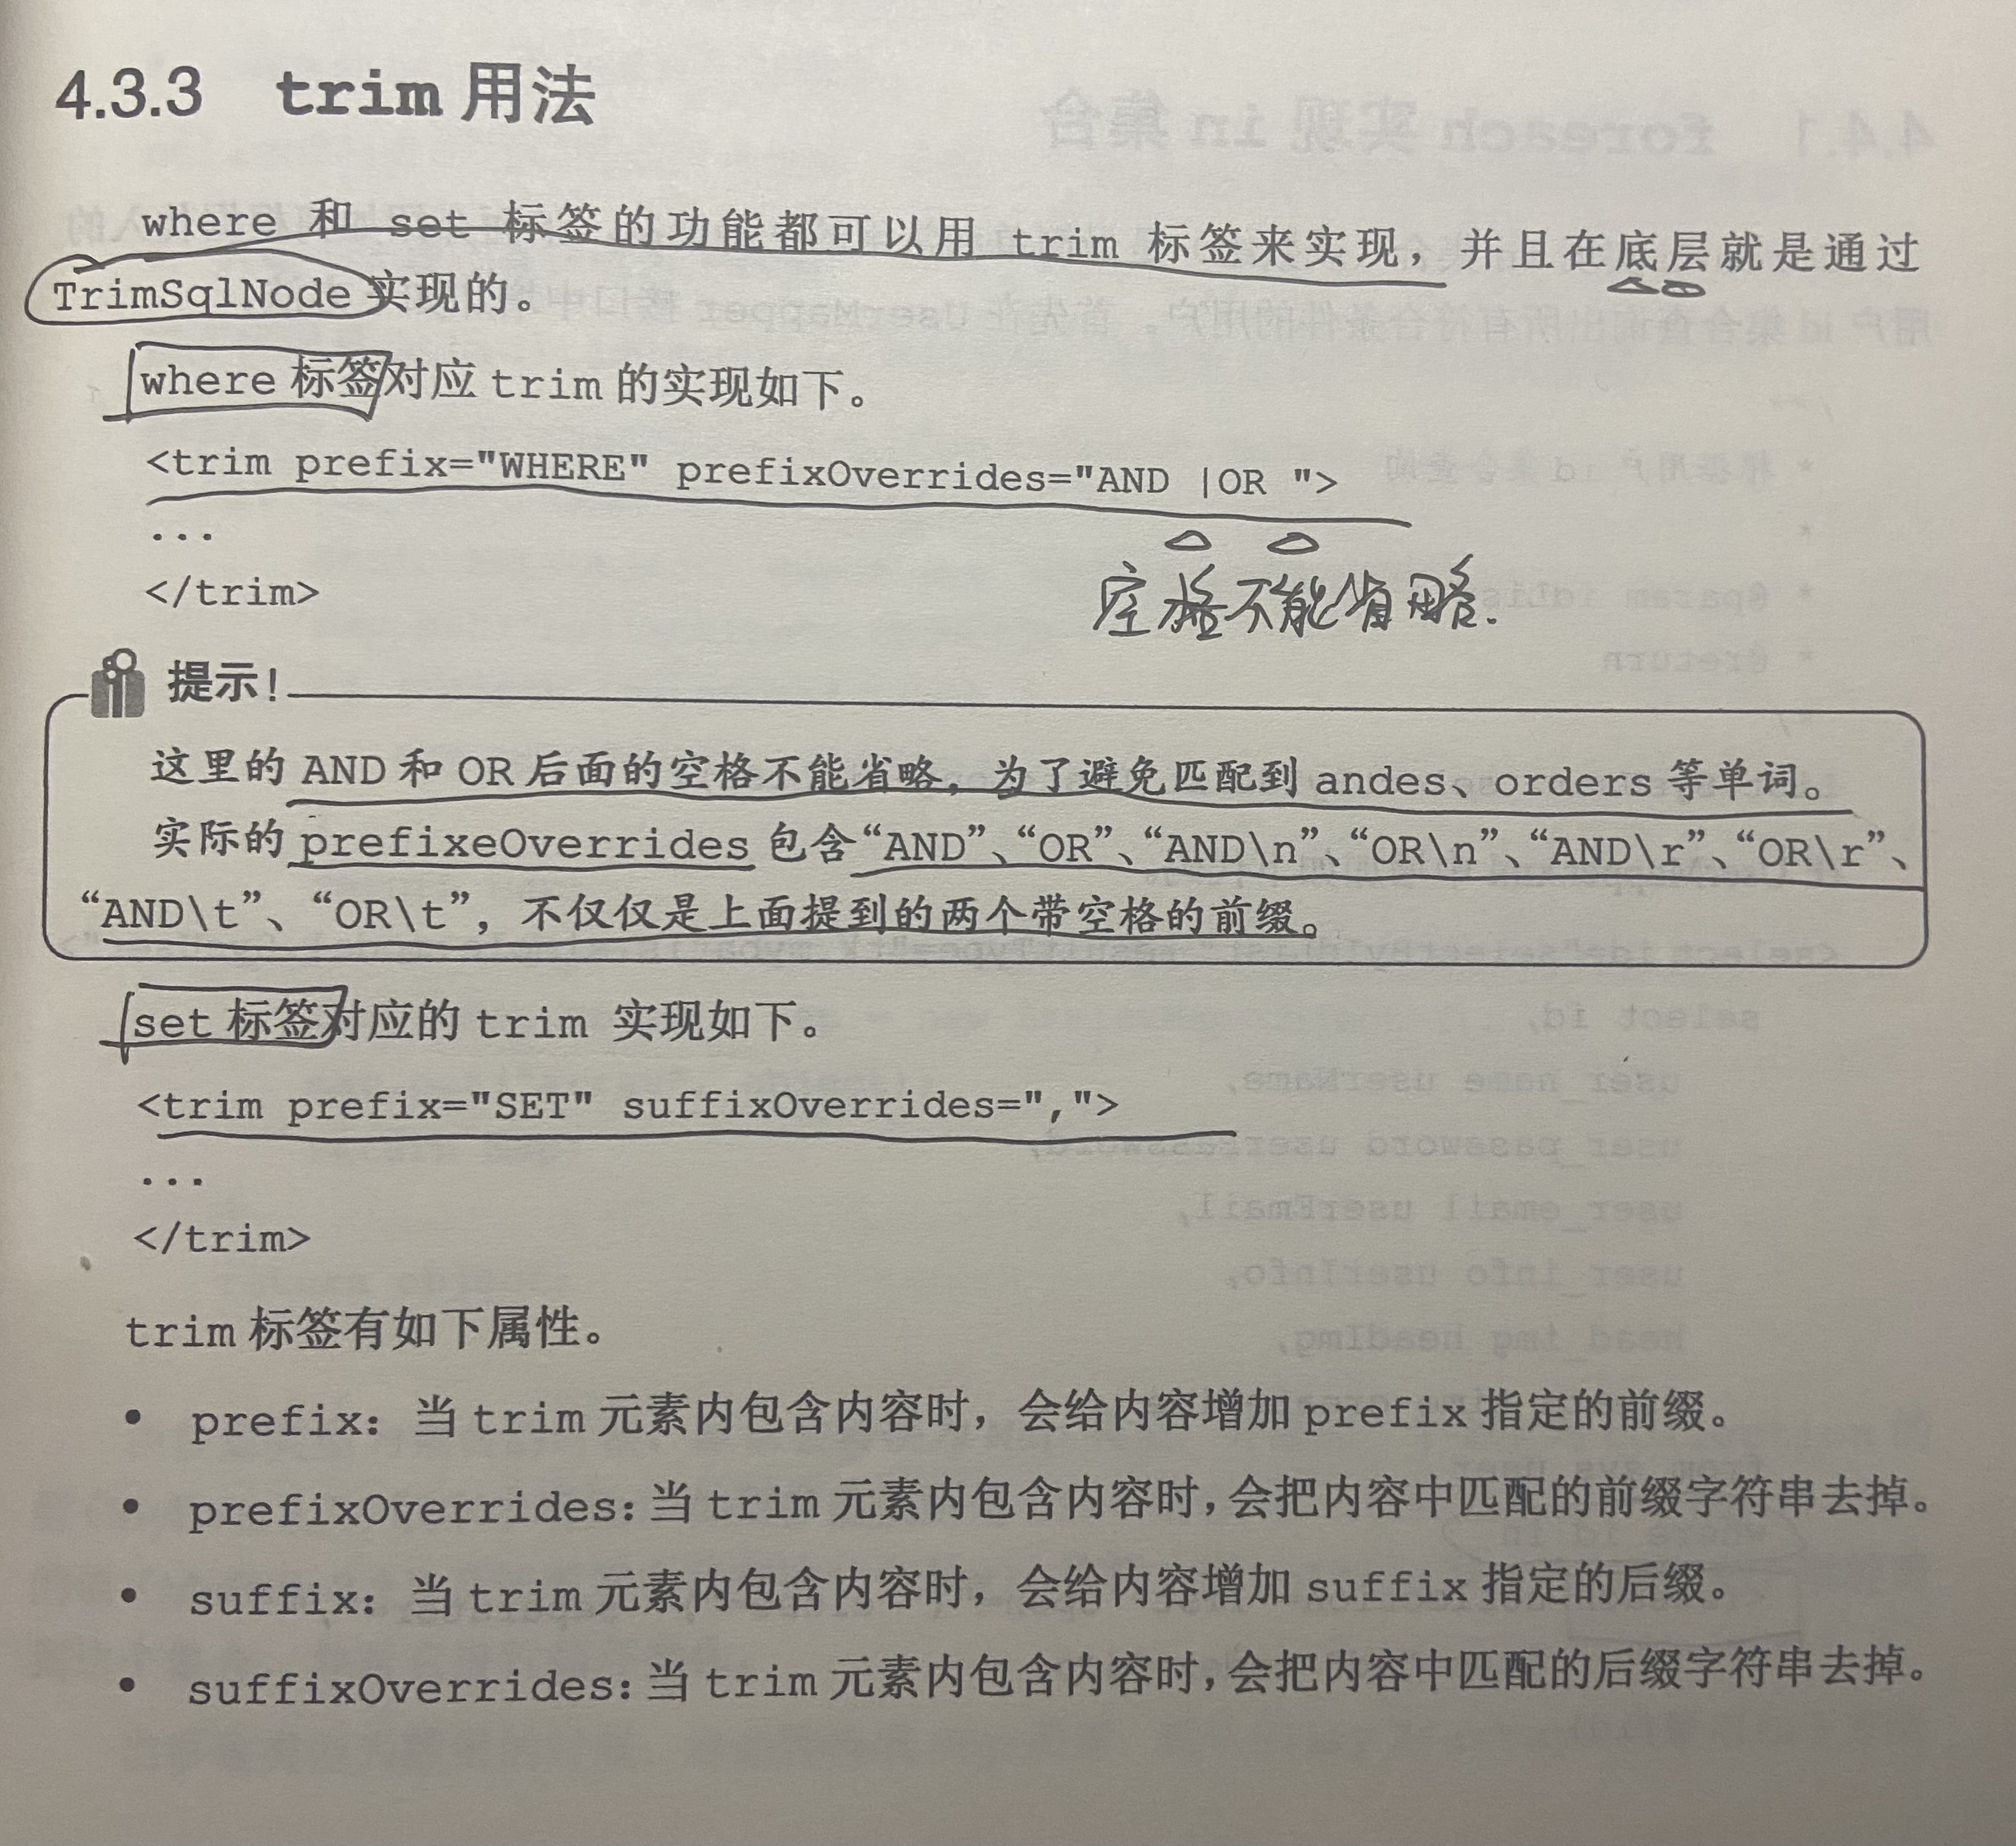 4.3.3 trim 用法
where 和 set 标签的功能都可以用 trim 标签来实现，并且在底层就是通过
TrimSqlNode 实现的。
where 标签对应 trim 的实现如下。
<trim prefix="WHERE" prefixOverrides="AND |OR ">
...
</trim>
空格不能省略.
提示!
这里的 AND 和 OR 后面的空格不能省略，为了避免匹配到 andes、orders 等单词。
实际的 prefixeOverrides 包含“AND”、“OR”、“AND\n”、“OR\n”、“AND\r”、“OR\r”、
“AND\t”、“OR\t”，不仅仅是上面提到的两个带空格的前缀。
set 标签对应的 trim 实现如下。
<trim prefix="SET" suffixOverrides=",">
...
</trim>
trim 标签有如下属性。
• prefix：当 trim 元素内包含内容时，会给内容增加 prefix 指定的前缀。
• prefixOverrides：当 trim 元素内包含内容时，会把内容中匹配的前缀字符串去掉。
• suffix：当 trim 元素内包含内容时，会给内容增加 suffix 指定的后缀。
• suffixOverrides：当 trim 元素内包含内容时，会把内容中匹配的后缀字符串去掉。